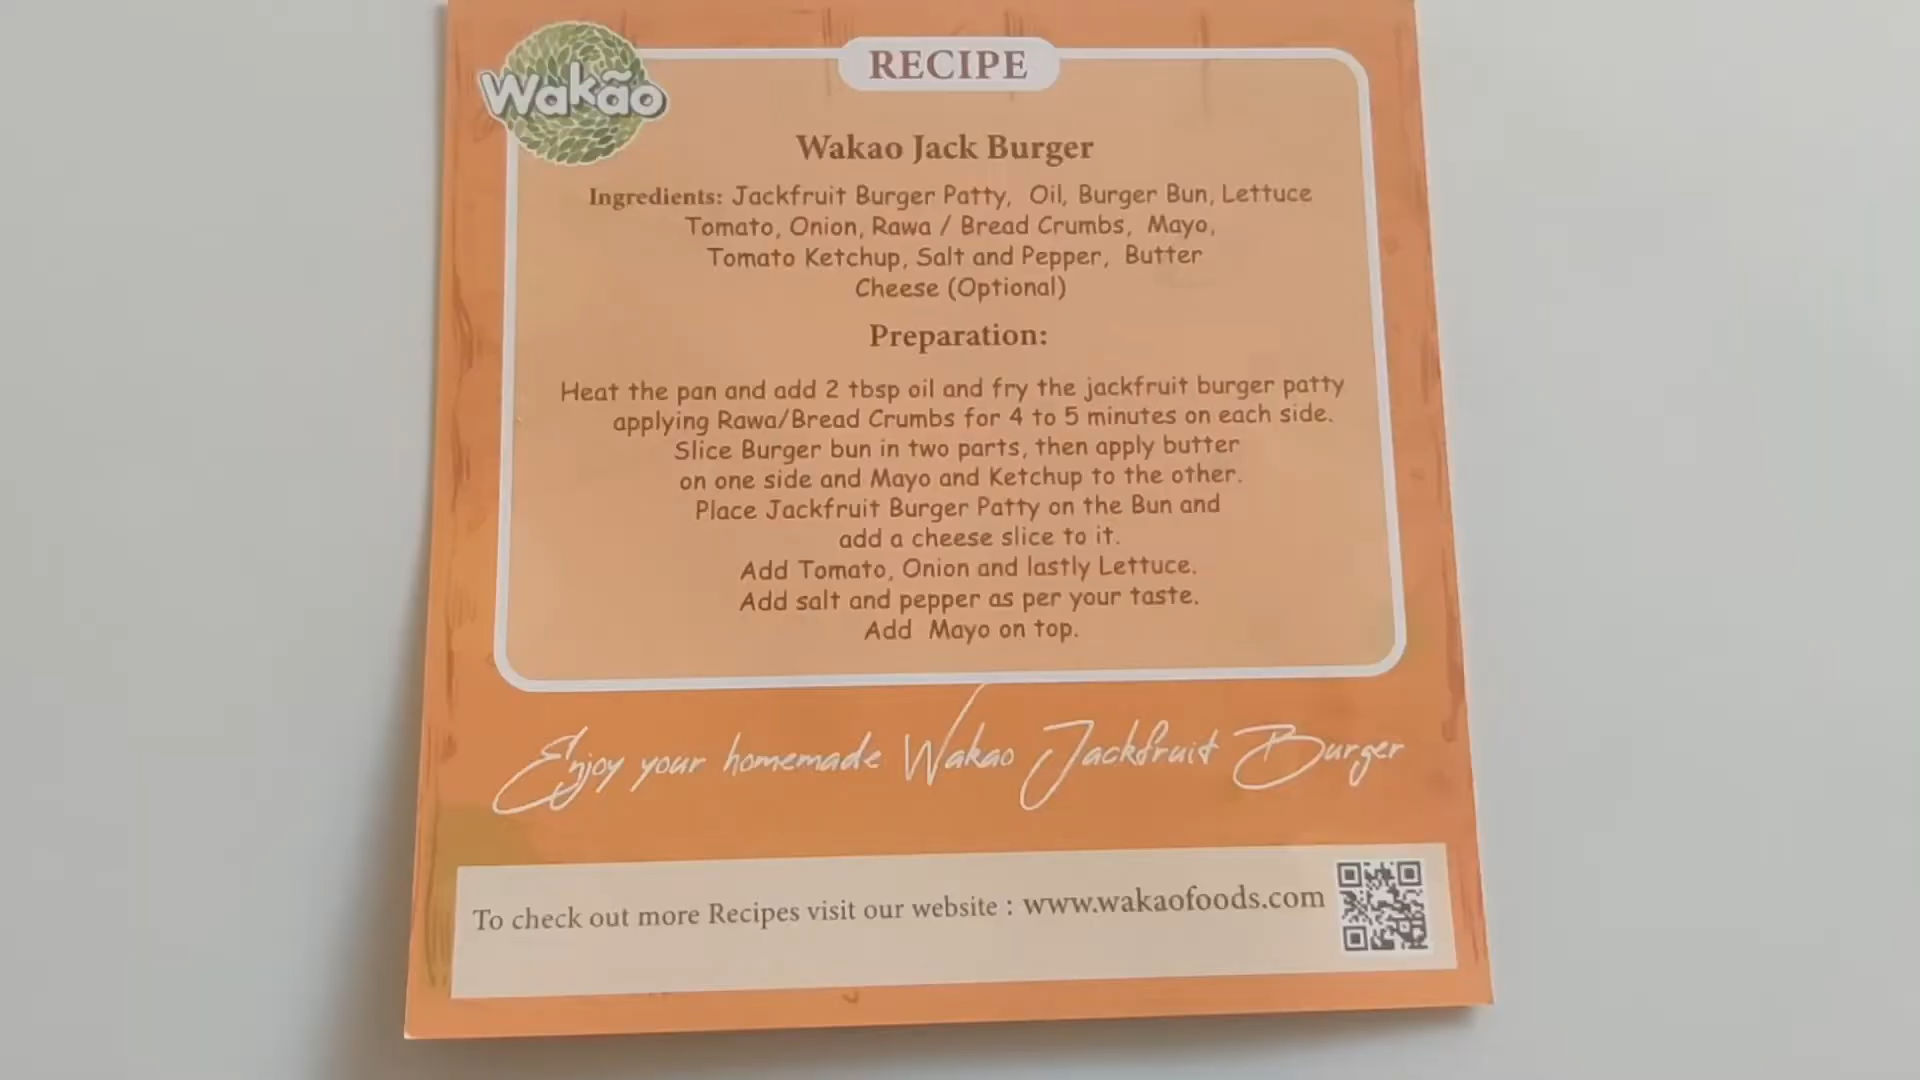 Wakão
RECIPE
Wakao Jack Burger
Ingredients: Jackfruit Burger Patty, Oil, Burger Bun, Lettuce
Tomato, Onion, Rawa / Bread Crumbs, Mayo,
Tomato Ketchup, Salt and Pepper, Butter
Cheese (Optional)
Preparation:
Heat the pan and add 2 tbsp oil and fry the jackfruit burger patty
applying Rawa/Bread Crumbs for 4 to 5 minutes on each side.
Slice Burger bun in two parts, then apply butter
on one side and Mayo and Ketchup to the other.
Place Jackfruit Burger Patty on the Bun and
add a cheese slice to it.
Add Tomato, Onion and lastly Lettuce.
Add salt and pepper as per your taste.
Add Mayo on top.
Enjoy your homemade Wakao Jackfruit Burger
To check out more Recipes visit our website : www.wakaofoods.com